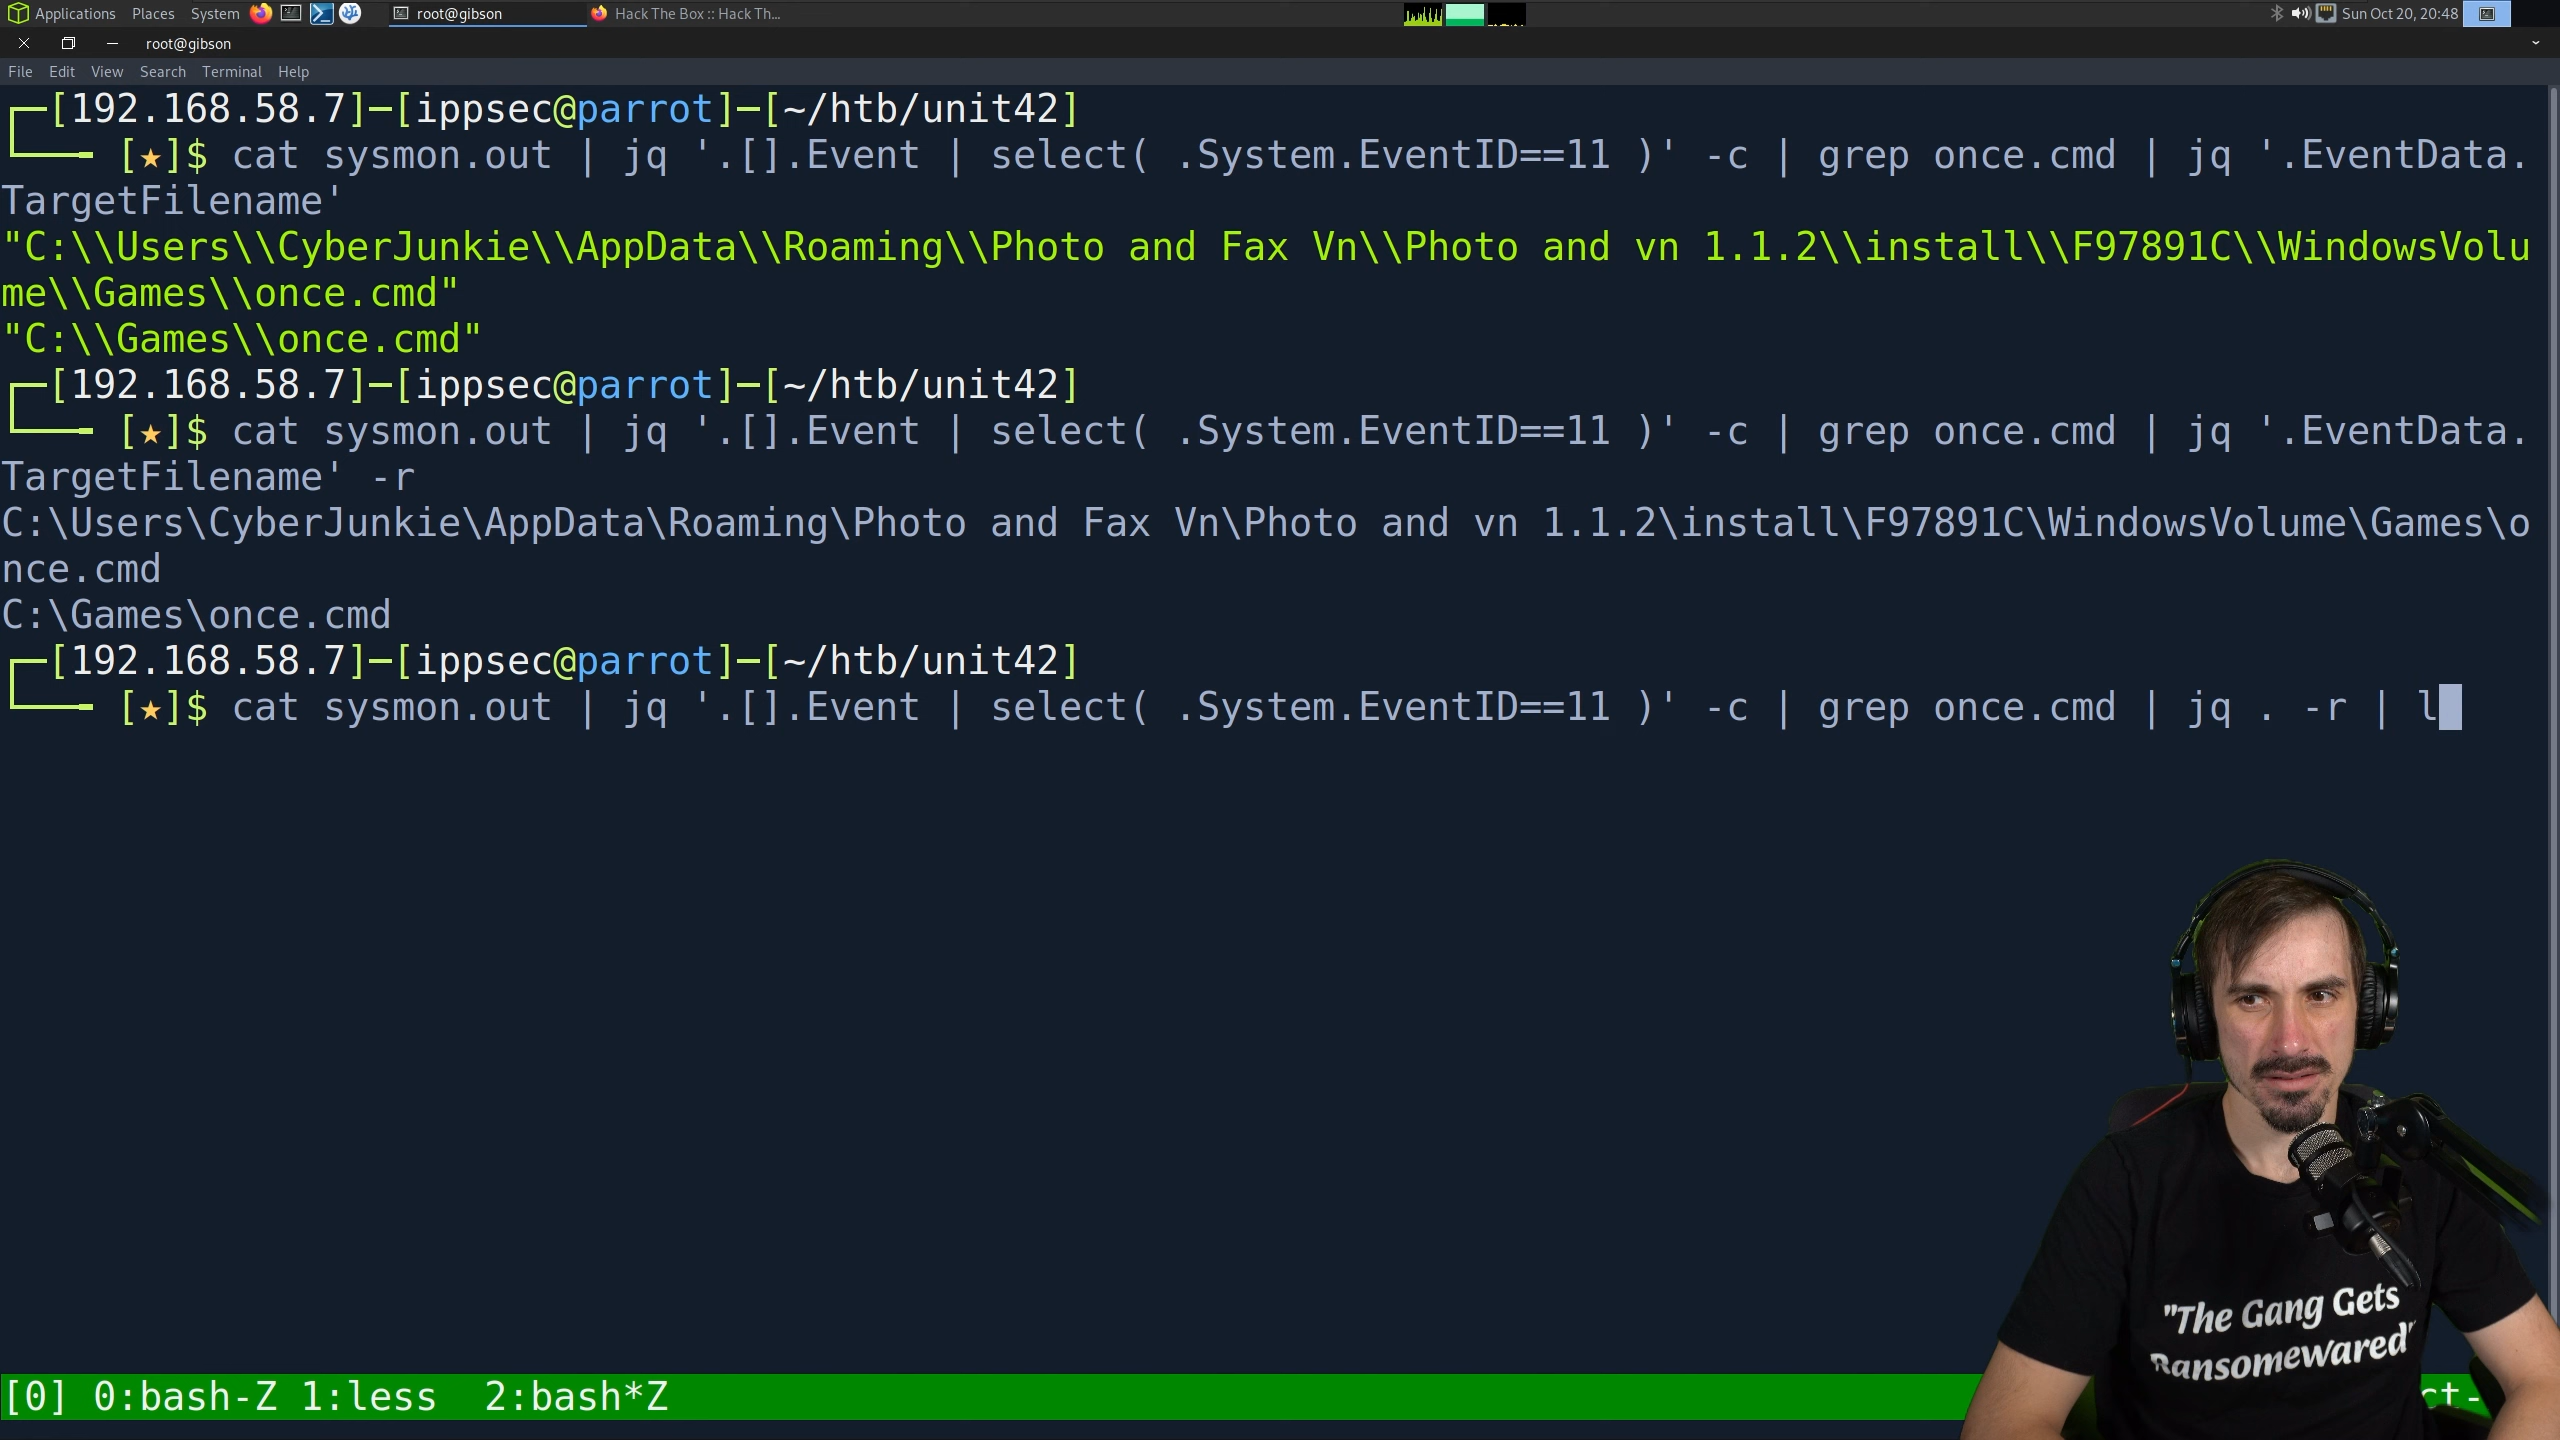 Applications Places System root@gibson Hack The Box :: Hack Th... Sun Oct 20, 20:48
root@gibson
File Edit View Search Terminal Help
┌─[192.168.58.7]─[ippsec@parrot]─[~/htb/unit42]
└──╼ [★]$ cat sysmon.out | jq '.[].Event | select( .System.EventID==11 )' -c | grep once.cmd | jq '.EventData.
TargetFilename'
"C:\\Users\\CyberJunkie\\AppData\\Roaming\\Photo and Fax Vn\\Photo and vn 1.1.2\\install\\F97891C\\WindowsVolu
me\\Games\\once.cmd"
"C:\\Games\\once.cmd"
┌─[192.168.58.7]─[ippsec@parrot]─[~/htb/unit42]
└──╼ [★]$ cat sysmon.out | jq '.[].Event | select( .System.EventID==11 )' -c | grep once.cmd | jq '.EventData.
TargetFilename' -r
C:\Users\CyberJunkie\AppData\Roaming\Photo and Fax Vn\Photo and vn 1.1.2\install\F97891C\WindowsVolume\Games\o
nce.cmd
C:\Games\once.cmd
┌─[192.168.58.7]─[ippsec@parrot]─[~/htb/unit42]
└──╼ [★]$ cat sysmon.out | jq '.[].Event | select( .System.EventID==11 )' -c | grep once.cmd | jq . -r | l
"The Gang Gets
Ransomewared"
[0] 0:bash-Z 1:less 2:bash*Z